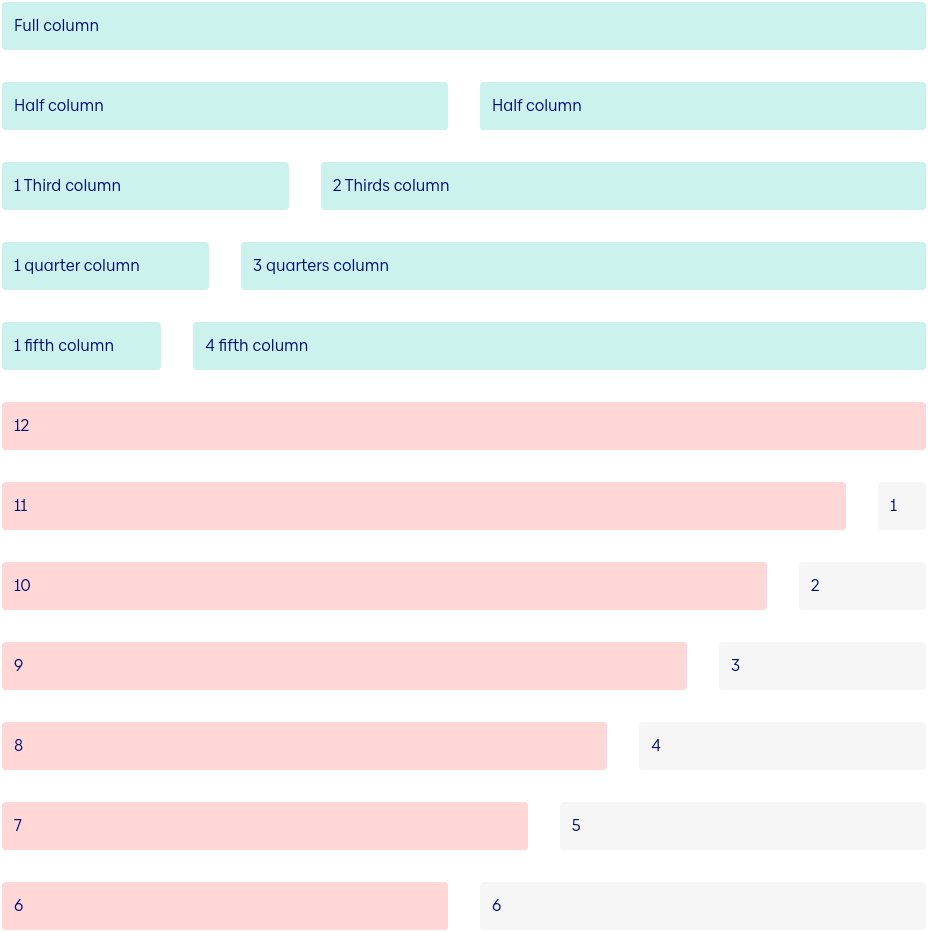 Full column
Half column
Half column
1 Third column
2 Thirds column
1 quarter column
3 quarters column
1 fifth column
4 fifth column
12
11
1
10
2
9
3
8
4
7
5
6
6